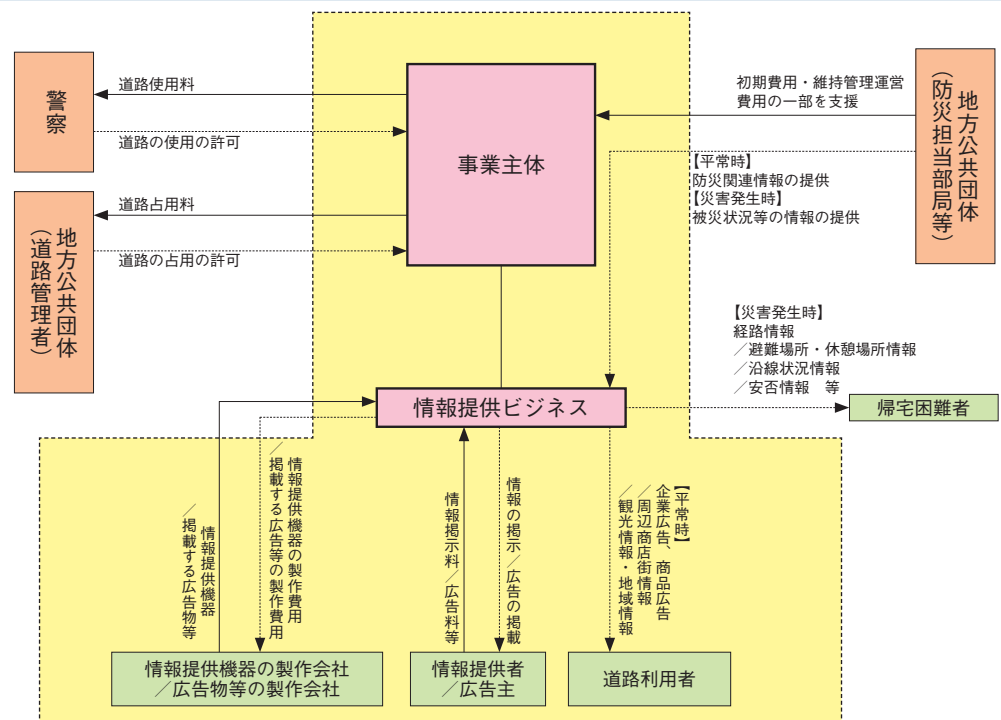 警察
道路使用料
道路の使用の許可
地方公共団体
（道路管理者）
道路占用料
道路の占用の許可
事業主体
初期費用・維持管理運営
費用の一部を支援
地方公共団体
（防災担当部局等）
【平常時】
防災関連情報の提供
【災害発生時】
被災状況等の情報の提供
【災害発生時】
経路情報
／避難場所・休憩場所情報
／沿線状況情報
／安否情報　等
情報提供ビジネス
帰宅困難者
情報提供機器
／掲載する広告物等
情報提供機器の製作費用
／掲載する広告等の製作費用
情報掲示料／広告料等
情報の掲示／広告の掲載
【平常時】
企業広告、商品広告
／周辺商店街情報
／観光情報・地域情報
情報提供機器の製作会社
／広告物等の製作会社
情報提供者
／広告主
道路利用者